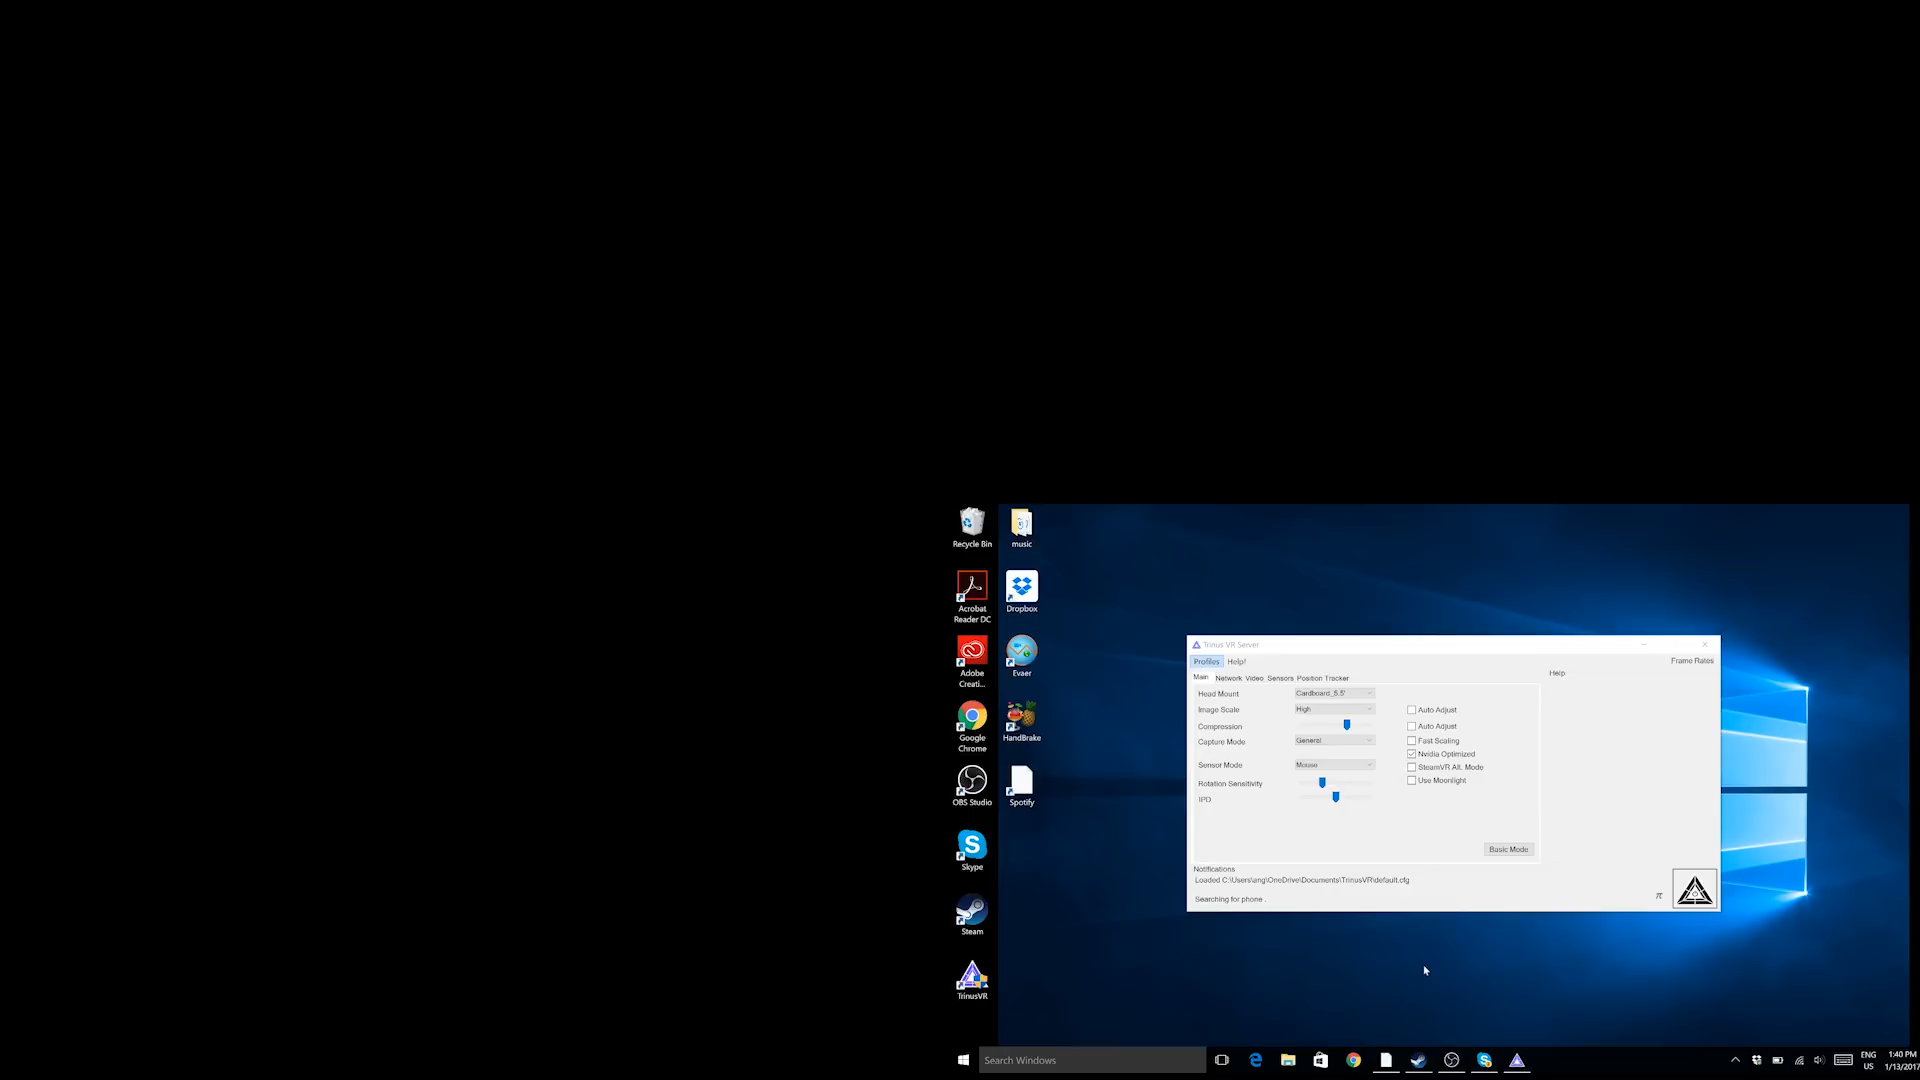 Recycle Bin
music
Acrobat
Reader DC
Dropbox
Adobe
Creati...
Evaer
Google
Chrome
HandBrake
OBS Studio
Spotify
Skype
Steam
TrinusVR
Trinus VR Server
Profiles
Help!
Frame Rates
Main
Network
Video
Sensors
Position Tracker
Help
Head Mount
Cardboard_5.5'
Image Scale
High
Auto Adjust
Compression
Auto Adjust
Capture Mode
General
Fast Scaling
Nvidia Optimized
Sensor Mode
Mouse
SteamVR Alt. Mode
Rotation Sensitivity
Use Moonlight
IPD
Basic Mode
Notifications
Loaded C:\Users\ang\OneDrive\Documents\TrinusVR\default.cfg
Searching for phone .
π
Search Windows
ENG
US
1:40 PM
1/13/2017